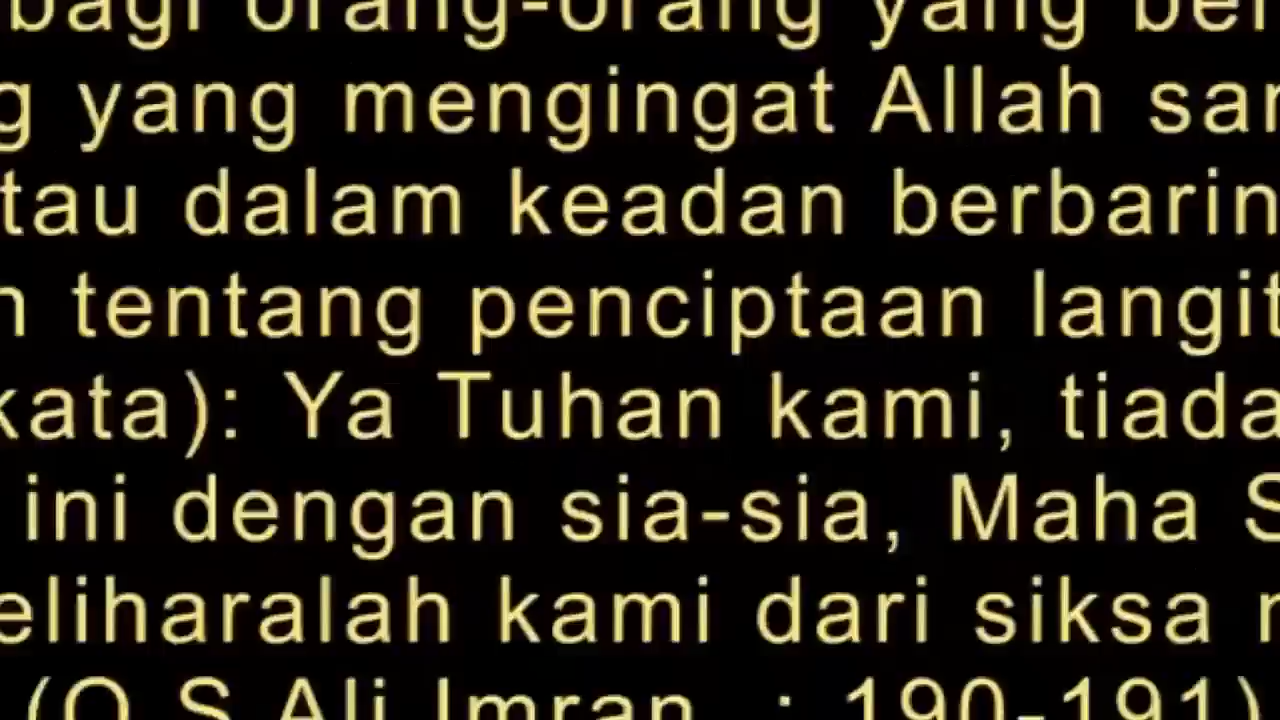 bagi orang-orang yang ber
g yang mengingat Allah sam
tau dalam keadan berbarin
n tentang penciptaan langit
kata): Ya Tuhan kami, tiada
ini dengan sia-sia, Maha S
eliharalah kami dari siksa n
(Q.S Ali Imran : 190-191)